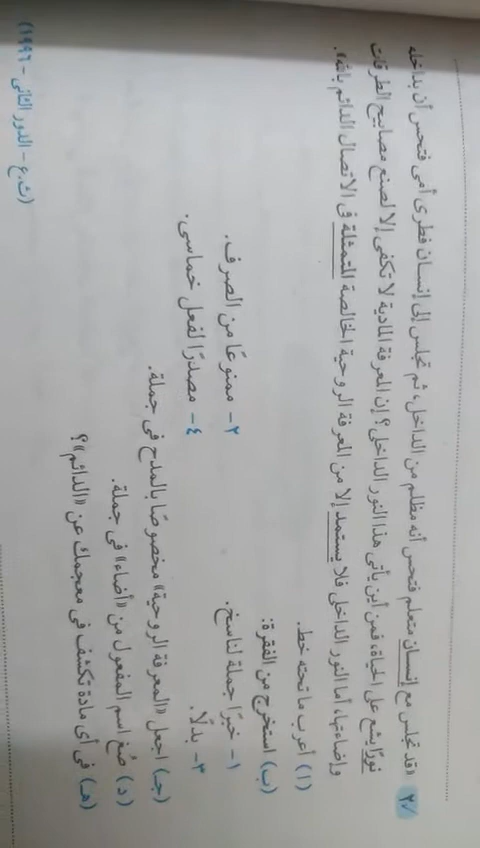 ٢ «قد تجلس مع إنسان متعلم فتحس أنه مظلم من الداخل، ثم تجلس إلى إنسان فطرى أمى فتحس أن بداخله
نورًا يشع على الحياة، فمن أين يأتى هذا النور الداخلى؟ إن المعرفة المادية لا تكفى إلا لصنع مصابيح الطرقات
وإضاءتها، أما النور الداخلى فلا يستمد إلا من المعرفة الروحية الخالصة المتمثلة فى الاتصال الدائم بالله».
(أ) أعرب ما تحته خط.
(ب) استخرج من الفقرة:
١- خبرًا جملة لناسخ. ٢- ممنوعًا من الصرف.
٣- بدلًا. ٤- مصدرًا لفعل خماسى.
(جـ) اجعل «المعرفة الروحية» مخصوصًا بالمدح فى جملة.
(د) صُغ اسم المفعول من «أضاء» فى جملة.
(هـ) فى أى مادة تكشف فى معجمك عن «الدائم»؟
(ث.ع - الدور الثانى - ١٩٩٦)